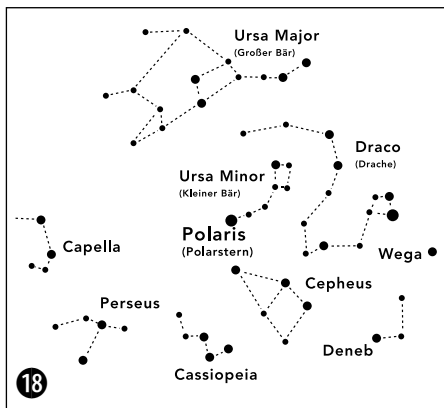 Ursa Major
(Großer Bär)
Draco
(Drache)
Ursa Minor
(Kleiner Bär)
Polaris
(Polarstern)
Capella
Wega
Cepheus
Perseus
Deneb
Cassiopeia
18